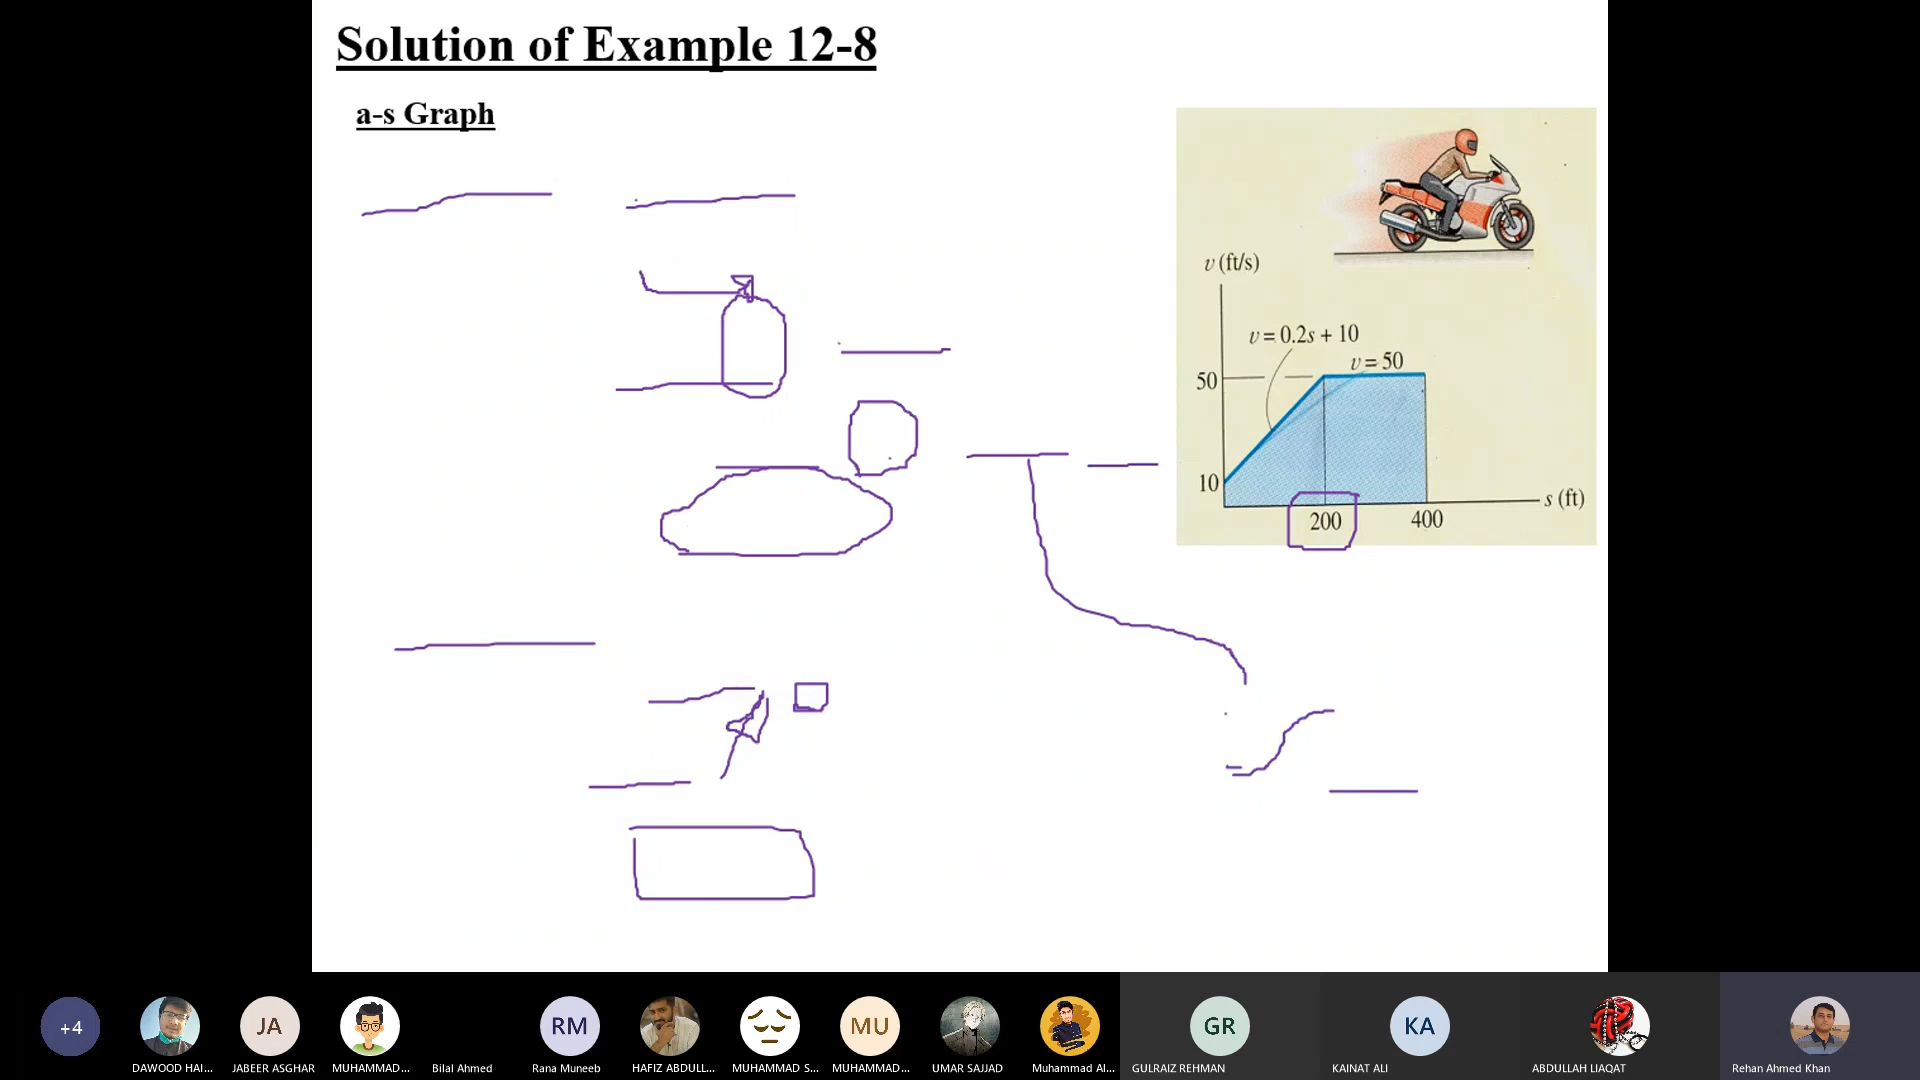 Solution of Example 12-8
a-s Graph
v (ft/s)
v = 0.2s + 10
v = 50
50
10
s (ft)
200
400
+4
JA
RM
MU
GR
KA
DAWOOD HAI...
JABEER ASGHAR
MUHAMMAD...
Bilal Ahmed
Rana Muneeb
HAFIZ ABDULL...
MUHAMMAD S...
MUHAMMAD...
UMAR SAJJAD
Muhammad Al...
GULRAIZ REHMAN
KAINAT ALI
ABDULLAH LIAQAT
Rehan Ahmed Khan